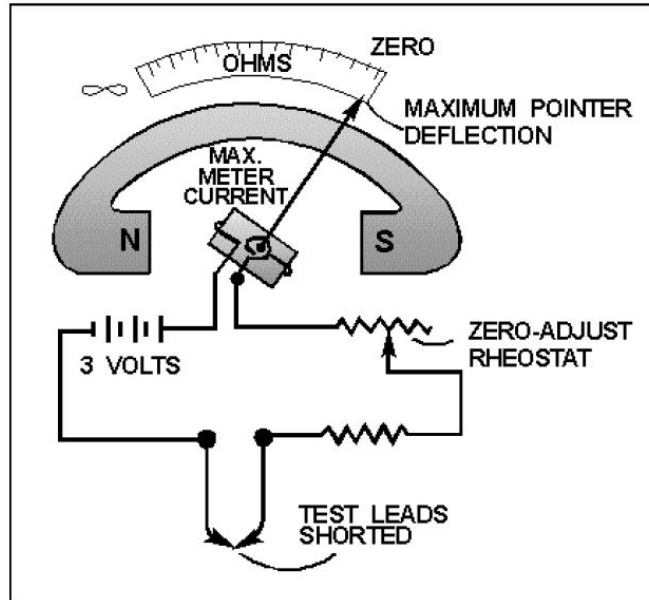 ZERO
OHMS
∞
MAXIMUM POINTER
DEFLECTION
MAX.
METER
CURRENT
N
S
3 VOLTS
ZERO-ADJUST
RHEOSTAT
TEST LEADS
SHORTED